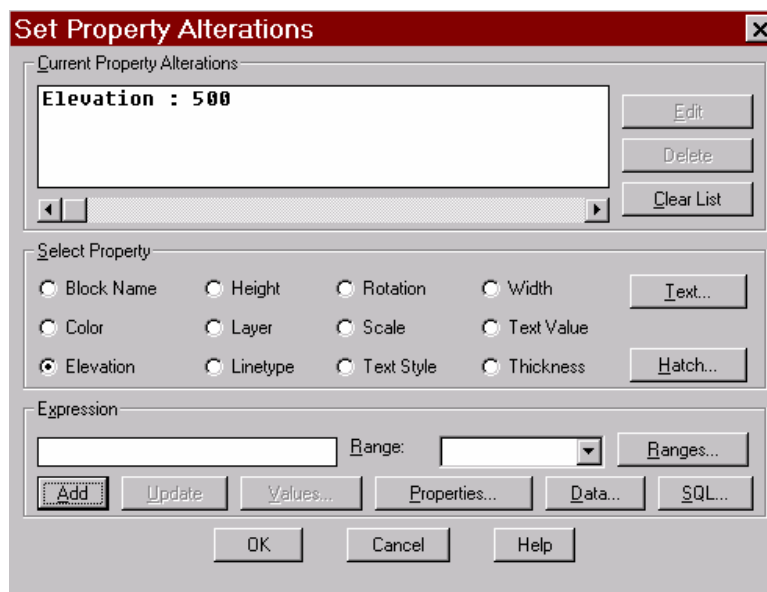 Set Property Alterations
Current Property Alterations
Elevation : 500
Edit
Delete
Clear List
Select Property
Block Name Height Rotation Width Text...
Color Layer Scale Text Value
Elevation Linetype Text Style Thickness Hatch...
Expression
Range: Ranges...
Add Update Values... Properties... Data... SQL...
OK Cancel Help